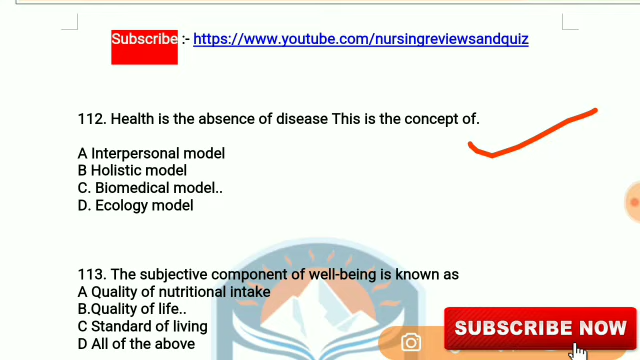 Subscribe :- https://www.youtube.com/nursingreviewsandquiz
112. Health is the absence of disease This is the concept of.
A Interpersonal model
B Holistic model
C. Biomedical model..
D. Ecology model
113. The subjective component of well-being is known as
A Quality of nutritional intake
B.Quality of life..
C Standard of living
D All of the above
SUBSCRIBE NOW